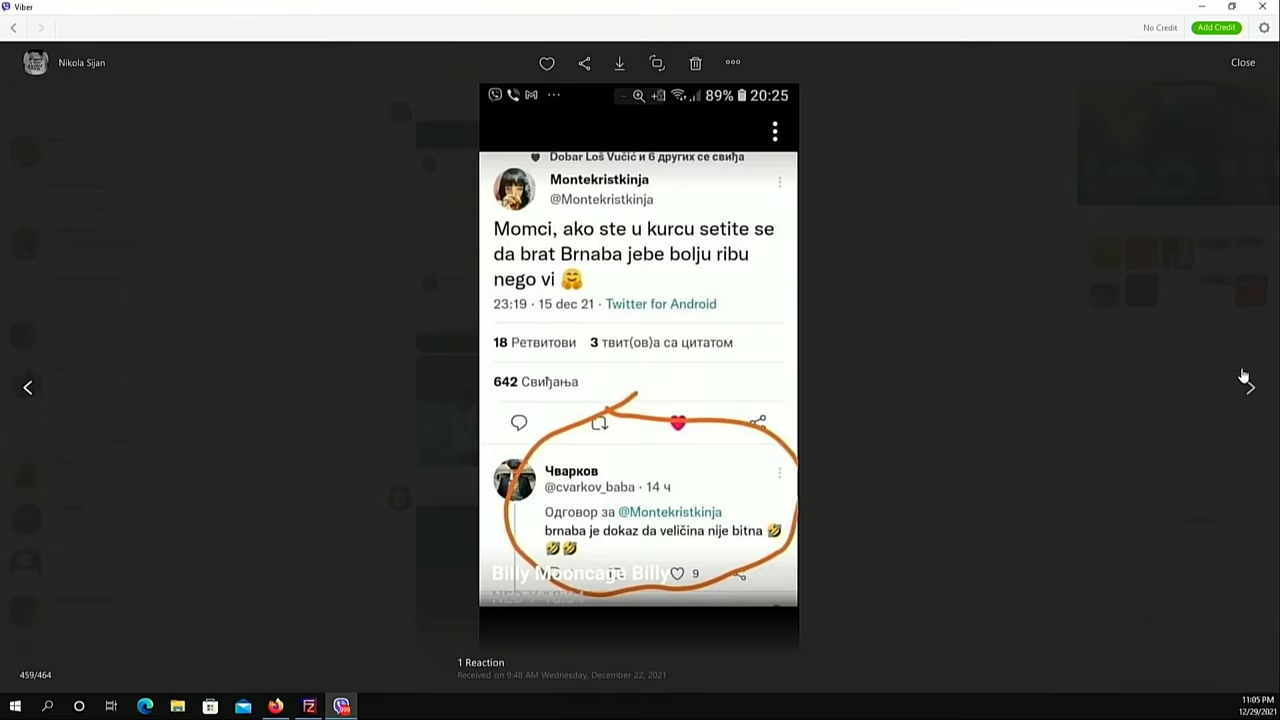 Viber
No Credit
Add Credit
Nikola Sijan
Close
89% 20:25
Dobar Loš Vučić и 6 других се свиђа
Montekristkinja
@Montekristkinja
Momci, ako ste u kurcu setite se
da brat Brnaba jebe bolju ribu
nego vi 🤗
23:19 · 15 dec 21 · Twitter for Android
18 Ретвитови 3 твит(ов)а са цитатом
642 Свиђања
Чварков
@cvarkov_baba · 14 ч
Одговор за @Montekristkinja
brnaba je dokaz da veličina nije bitna 🤣
🤣🤣
Billy Mooncage Billy
9
1 Reaction
Received on 9:48 AM Wednesday, December 22, 2021
459/464
11:05 PM
12/29/2021